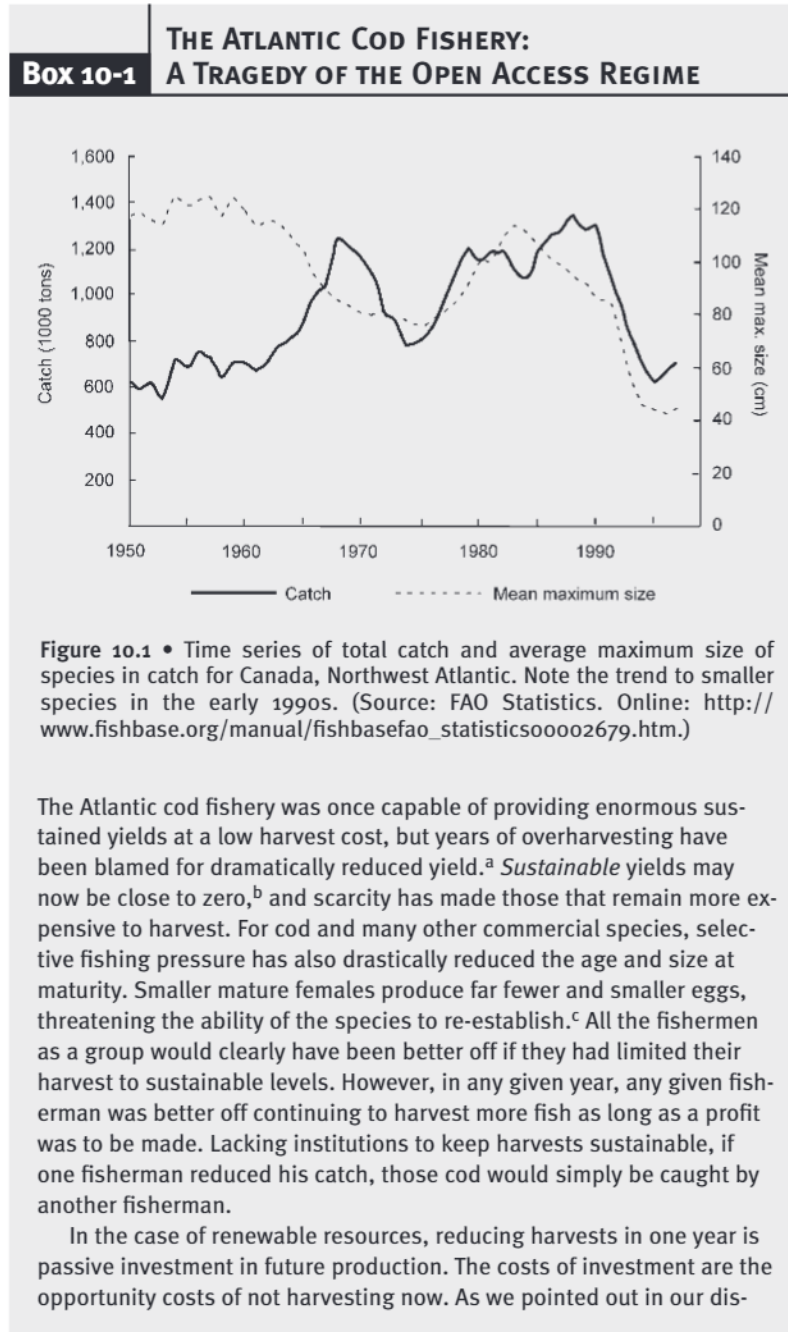 THE ATLANTIC COD FISHERY:
BOX 10-1 A TRAGEDY OF THE OPEN ACCESS REGIME
1,600
1,400
1,200
1,000
800
600
400
200
Catch (1000 tons)
140
120
100
80
60
40
20
0
Mean max. size (cm)
1950 1960 1970 1980 1990
Catch Mean maximum size
Figure 10.1 • Time series of total catch and average maximum size of
species in catch for Canada, Northwest Atlantic. Note the trend to smaller
species in the early 1990s. (Source: FAO Statistics. Online: http://
www.fishbase.org/manual/fishbasefao_statistics00002679.htm.)
The Atlantic cod fishery was once capable of providing enormous sus-
tained yields at a low harvest cost, but years of overharvesting have
been blamed for dramatically reduced yield.ᵃ Sustainable yields may
now be close to zero,ᵇ and scarcity has made those that remain more ex-
pensive to harvest. For cod and many other commercial species, selec-
tive fishing pressure has also drastically reduced the age and size at
maturity. Smaller mature females produce far fewer and smaller eggs,
threatening the ability of the species to re-establish.ᶜ All the fishermen
as a group would clearly have been better off if they had limited their
harvest to sustainable levels. However, in any given year, any given fish-
erman was better off continuing to harvest more fish as long as a profit
was to be made. Lacking institutions to keep harvests sustainable, if
one fisherman reduced his catch, those cod would simply be caught by
another fisherman.
In the case of renewable resources, reducing harvests in one year is
passive investment in future production. The costs of investment are the
opportunity costs of not harvesting now. As we pointed out in our dis-